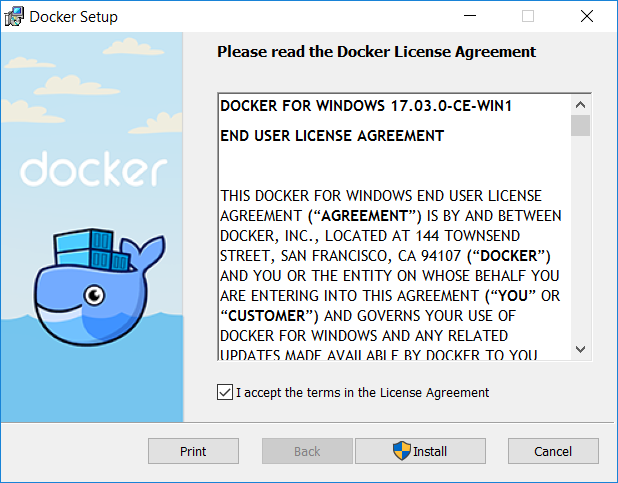 Docker Setup
Please read the Docker License Agreement
docker
DOCKER FOR WINDOWS 17.03.0-CE-WIN1
END USER LICENSE AGREEMENT
THIS DOCKER FOR WINDOWS END USER LICENSE
AGREEMENT (“AGREEMENT”) IS BY AND BETWEEN
DOCKER, INC., LOCATED AT 144 TOWNSEND
STREET, SAN FRANCISCO, CA 94107 (“DOCKER”)
AND YOU OR THE ENTITY ON WHOSE BEHALF YOU
ARE ENTERING INTO THIS AGREEMENT (“YOU” OR
“CUSTOMER”) AND GOVERNS YOUR USE OF
DOCKER FOR WINDOWS AND ANY RELATED
UPDATES MADE AVAILABLE BY DOCKER TO YOU
I accept the terms in the License Agreement
Print
Back
Install
Cancel